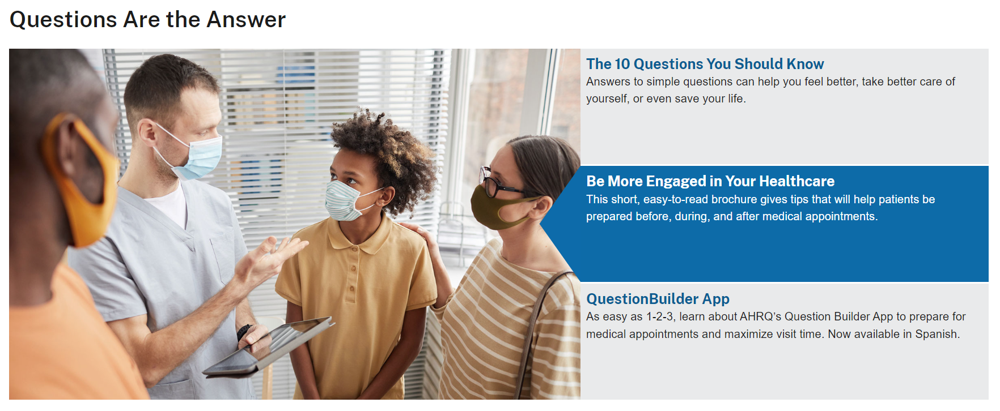 Questions Are the Answer
The 10 Questions You Should Know
Answers to simple questions can help you feel better, take better care of
yourself, or even save your life.
Be More Engaged in Your Healthcare
This short, easy-to-read brochure gives tips that will help patients be
prepared before, during, and after medical appointments.
QuestionBuilder App
As easy as 1-2-3, learn about AHRQ’s Question Builder App to prepare for
medical appointments and maximize visit time. Now available in Spanish.